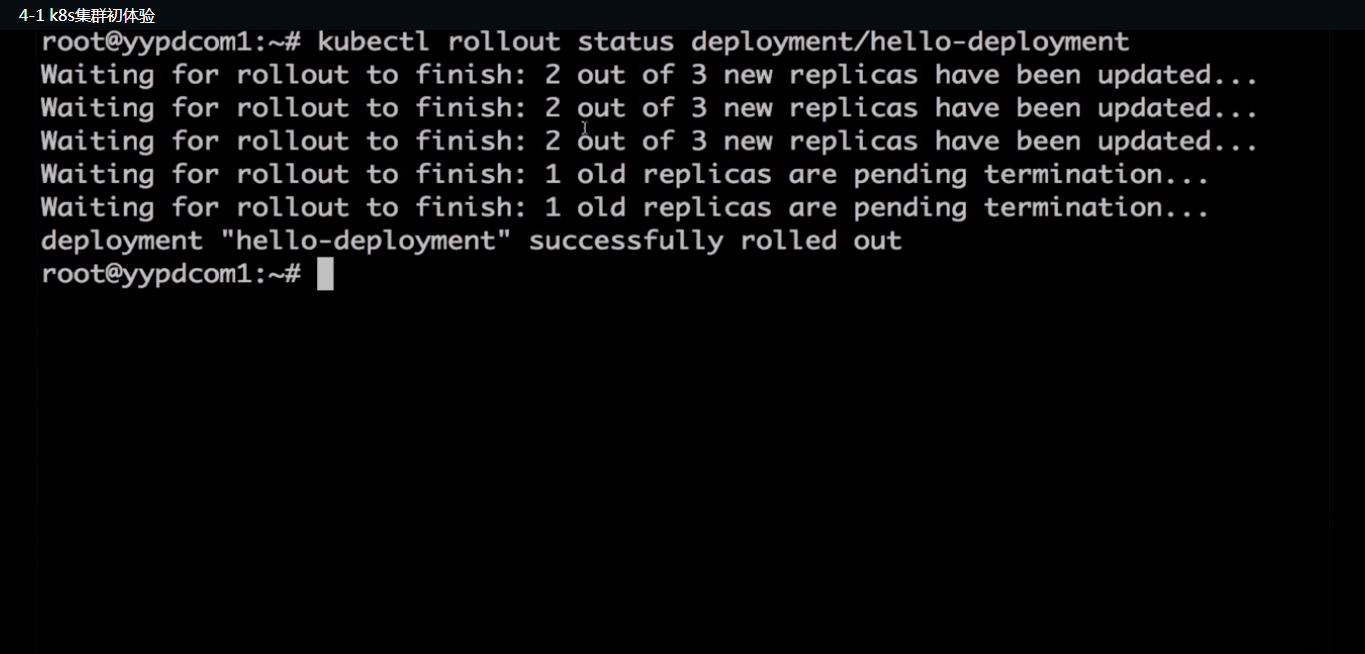 4-1 k8s集群初体验
root@yypdcom1:~# kubectl rollout status deployment/hello-deployment
Waiting for rollout to finish: 2 out of 3 new replicas have been updated...
Waiting for rollout to finish: 2 out of 3 new replicas have been updated...
Waiting for rollout to finish: 2 out of 3 new replicas have been updated...
Waiting for rollout to finish: 1 old replicas are pending termination...
Waiting for rollout to finish: 1 old replicas are pending termination...
deployment "hello-deployment" successfully rolled out
root@yypdcom1:~#